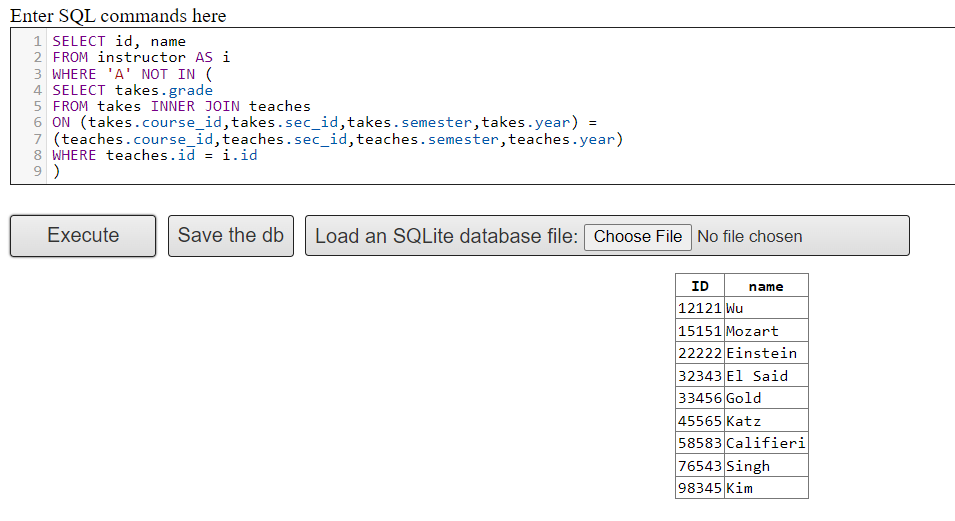 Enter SQL commands here
1 SELECT id, name
2 FROM instructor AS i
3 WHERE 'A' NOT IN (
4 SELECT takes.grade
5 FROM takes INNER JOIN teaches
6 ON (takes.course_id,takes.sec_id,takes.semester,takes.year) =
7 (teaches.course_id,teaches.sec_id,teaches.semester,teaches.year)
8 WHERE teaches.id = i.id
9 )
Execute Save the db Load an SQLite database file: Choose File No file chosen
ID name
12121 Wu
15151 Mozart
22222 Einstein
32343 El Said
33456 Gold
45565 Katz
58583 Califieri
76543 Singh
98345 Kim